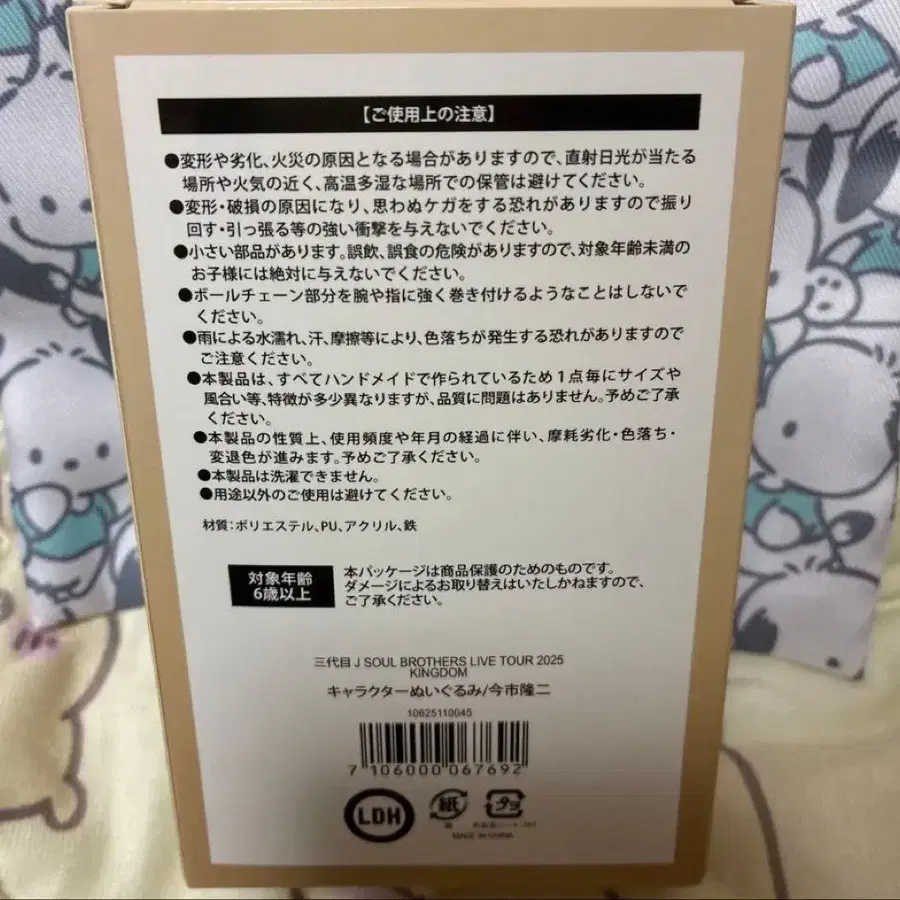 【ご使用上の注意】
●変形や劣化、火災の原因となる場合がありますので、直射日光が当たる
場所や火気の近く、高温多湿な場所での保管は避けてください。
●変形・破損の原因になり、思わぬケガをする恐れがありますので振り
回す・引っ張る等の強い衝撃を与えないでください。
●小さい部品があります。誤飲、誤食の危険がありますので、対象年齢未満の
お子様には絶対に与えないでください。
●ボールチェーン部分を腕や指に強く巻き付けるようなことはしないで
ください。
●雨による水濡れ、汗、摩擦等により、色落ちが発生する恐れがありますので
ご注意ください。
●本製品は、すべてハンドメイドで作られているため1点毎にサイズや
風合い等、特徴が多少異なりますが、品質に問題はありません。予めご了承
ください。
●本製品の性質上、使用頻度や年月の経過に伴い、摩耗劣化・色落ち・
変退色が進みます。予めご了承ください。
●本製品は洗濯できません。
●用途以外のご使用は避けてください。
材質:ポリエステル、PU、アクリル、鉄
対象年齢
6歳以上
本パッケージは商品保護のためのものです。
ダメージによるお取り替えはいたしかねますので、
ご了承ください。
三代目 J SOUL BROTHERS LIVE TOUR 2025
KINGDOM
キャラクターぬいぐるみ/今市隆二
10625110045
7 106000 067692
LDH
紙
プラ
箱
MADE IN CHINA